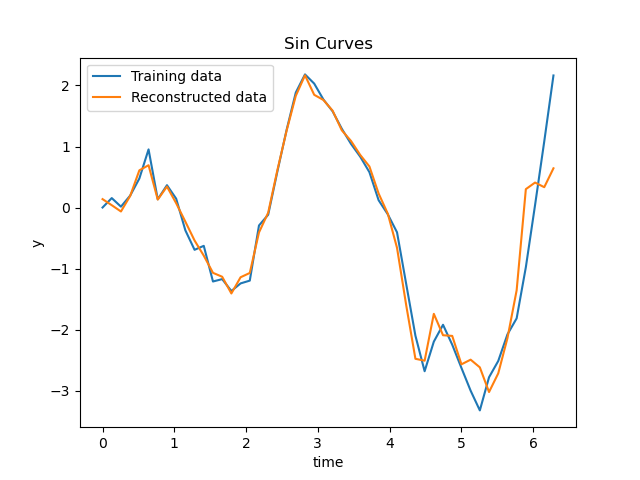 Sin Curves
Training data
Reconstructed data
2
1
0
−1
−2
−3
y
0 1 2 3 4 5 6
time